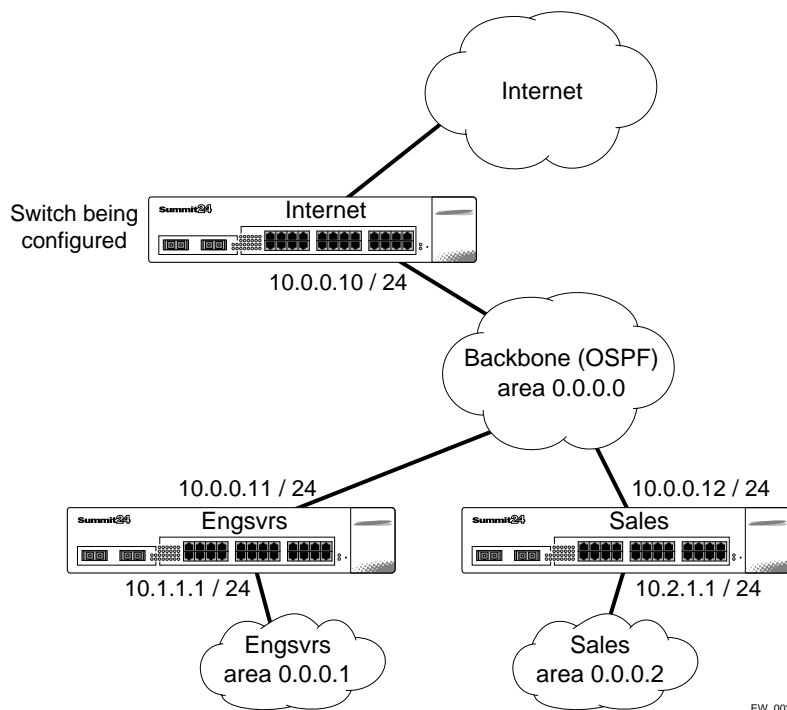 Internet
Summit24
Internet
Switch being
configured
10.0.0.10 / 24
Backbone (OSPF)
area 0.0.0.0
10.0.0.11 / 24
10.0.0.12 / 24
Summit24
Engsvrs
Summit24
Sales
10.1.1.1 / 24
10.2.1.1 / 24
Engsvrs
area 0.0.0.1
Sales
area 0.0.0.2